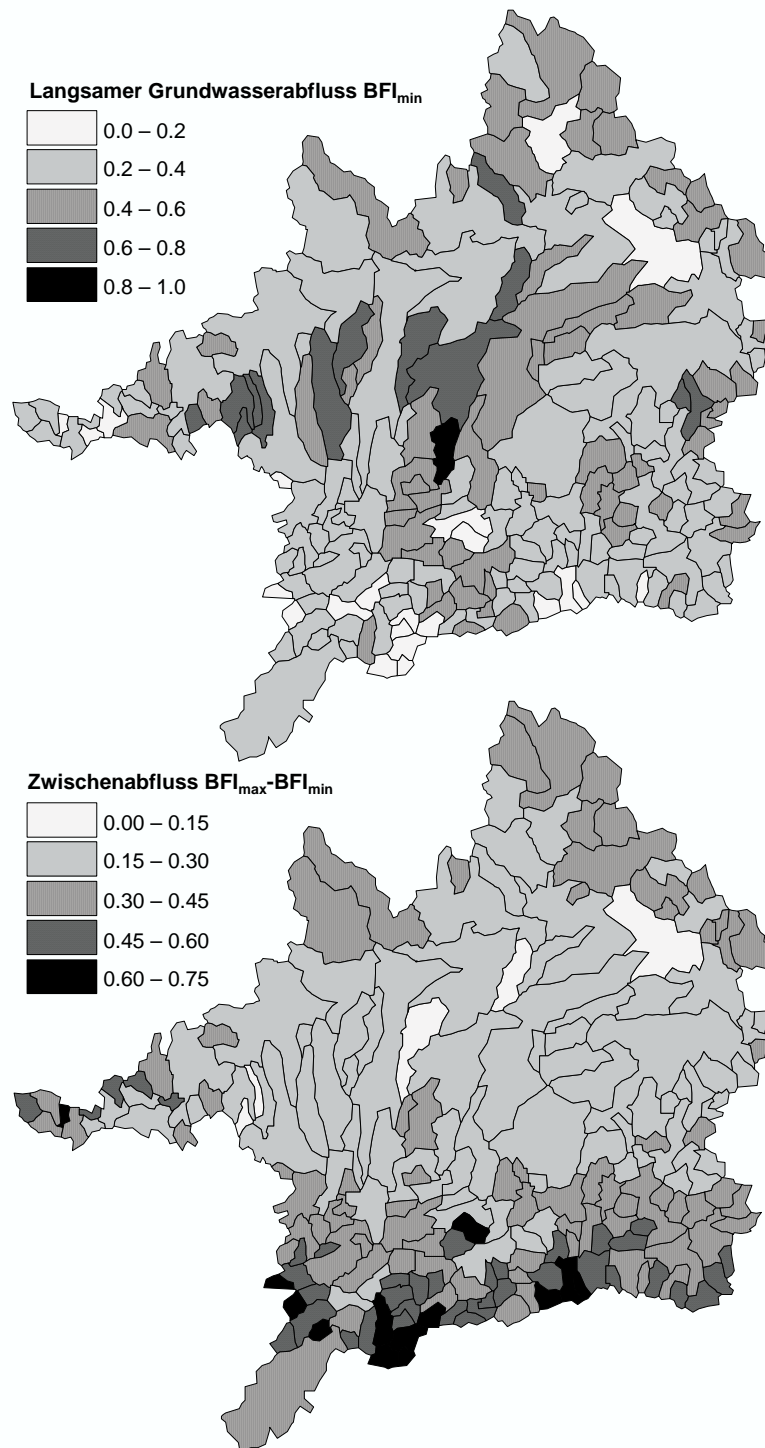 Langsamer Grundwasserabfluss BFImin
0.0 – 0.2
0.2 – 0.4
0.4 – 0.6
0.6 – 0.8
0.8 – 1.0
Zwischenabfluss BFImax-BFImin
0.00 – 0.15
0.15 – 0.30
0.30 – 0.45
0.45 – 0.60
0.60 – 0.75